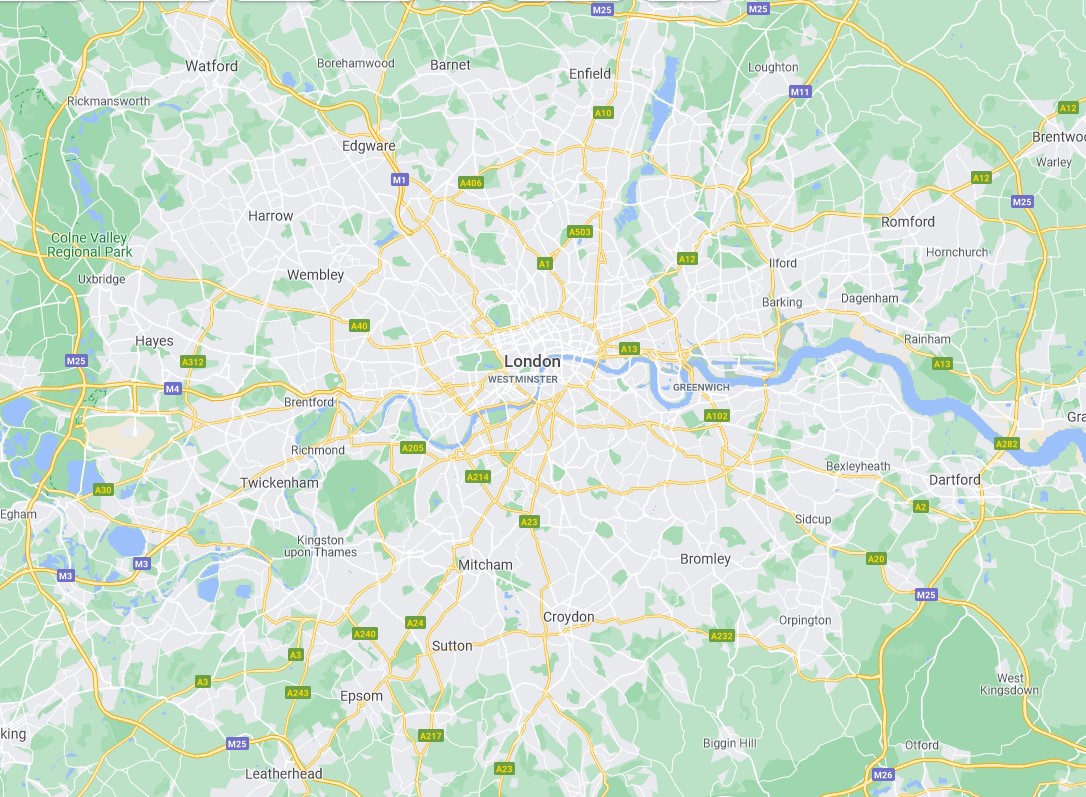 M25
M25
Watford
Borehamwood
Barnet
Enfield
Loughton
M11
Rickmansworth
A10
A12
Brentwoo
Edgware
Warley
M1
A406
A12
M25
Harrow
Romford
A503
Colne Valley
Regional Park
Hornchurch
A12
A1
Ilford
Uxbridge
Wembley
Barking
Dagenham
A40
Hayes
Rainham
A13
M25
A312
London
A13
WESTMINSTER
GREENWICH
M4
Brentford
A102
Gra
A205
A282
Richmond
Bexleyheath
A214
Twickenham
Dartford
A30
A2
Egham
A23
Sidcup
Kingston
upon Thames
M3
M3
Mitcham
Bromley
A20
M25
Croydon
A24
Orpington
A240
A232
Sutton
A3
A3
A243
Epsom
West
Kingsdown
king
A217
M25
Biggin Hill
Otford
Leatherhead
A23
M26